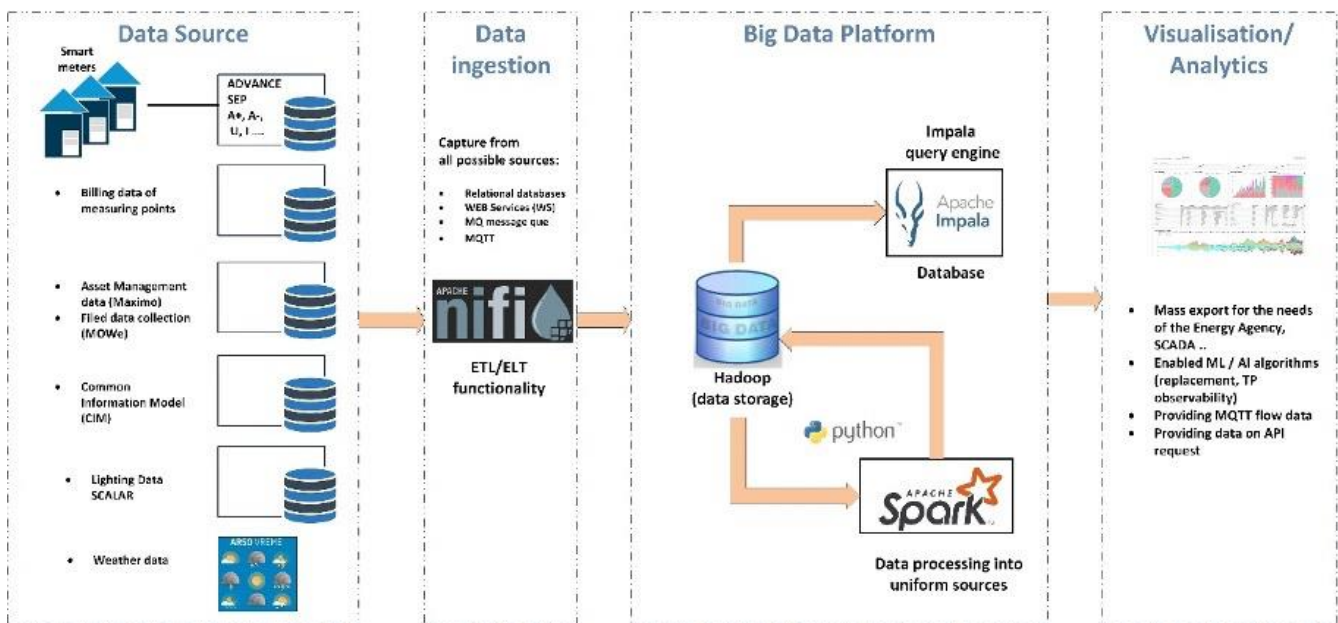 Data Source
Smart
meters
ADVANCE
SEP
A+, A-,
U, I ....
• Billing data of
measuring points
• Asset Management
data (Maximo)
• Filed data collection
(MOWe)
• Common
Information Model
(CIM)
• Lighting Data
SCALAR
• Weather data
ARSO VREME
Data
ingestion
Capture from
all possible sources:
• Relational databases
• WEB Services (WS)
• MQ message que
• MQTT
APACHE
nifi
ETL/ELT
functionality
Big Data Platform
Impala
query engine
Apache
Impala
Database
BIG DATA
BIG DATA
Hadoop
(data storage)
python™
APACHE
Spark™
Data processing into
uniform sources
Visualisation/
Analytics
• Mass export for the needs
of the Energy Agency,
SCADA ..
• Enabled ML / AI algorithms
(replacement, TP
observability)
• Providing MQTT flow data
• Providing data on API
request